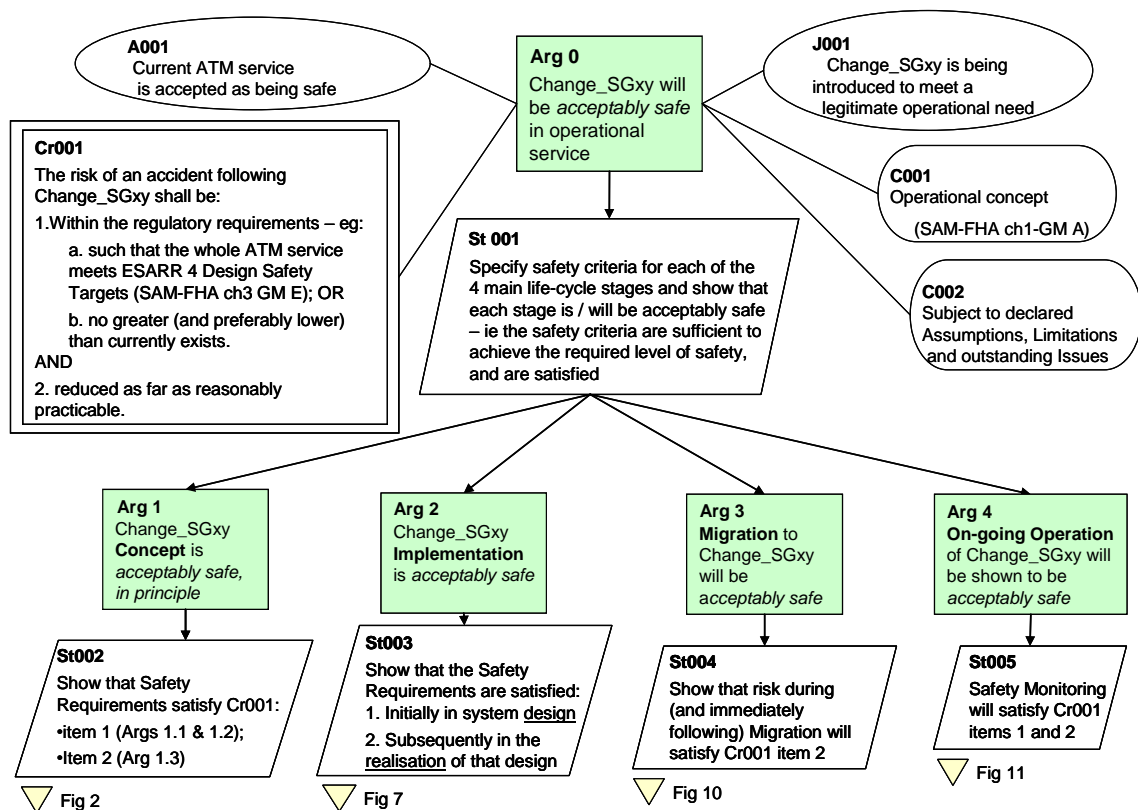 A001
Current ATM service
is accepted as being safe
Arg 0
Change_SGxy will
be acceptably safe
in operational
service
J001
Change_SGxy is being
introduced to meet a
legitimate operational need
Cr001
The risk of an accident following
Change_SGxy shall be:
1.Within the regulatory requirements – eg:
a. such that the whole ATM service
meets ESARR 4 Design Safety
Targets (SAM-FHA ch3 GM E); OR
b. no greater (and preferably lower)
than currently exists.
AND
2. reduced as far as reasonably
practicable.
C001
Operational concept
(SAM-FHA ch1-GM A)
St 001
Specify safety criteria for each of the
4 main life-cycle stages and show that
each stage is / will be acceptably safe
– ie the safety criteria are sufficient to
achieve the required level of safety,
and are satisfied
C002
Subject to declared
Assumptions, Limitations
and outstanding Issues
Arg 1
Change_SGxy
Concept is
acceptably safe,
in principle
Arg 2
Change_SGxy
Implementation
is acceptably safe
Arg 3
Migration to
Change_SGxy
will be
acceptably safe
Arg 4
On-going Operation
of Change_SGxy will
be shown to be
acceptably safe
St002
Show that Safety
Requirements satisfy Cr001:
•item 1 (Args 1.1 & 1.2);
•Item 2 (Arg 1.3)
St003
Show that the Safety
Requirements are satisfied:
1. Initially in system design
2. Subsequently in the
realisation of that design
St004
Show that risk during
(and immediately
following) Migration will
satisfy Cr001 item 2
St005
Safety Monitoring
will satisfy Cr001
items 1 and 2
Fig 2
Fig 7
Fig 10
Fig 11